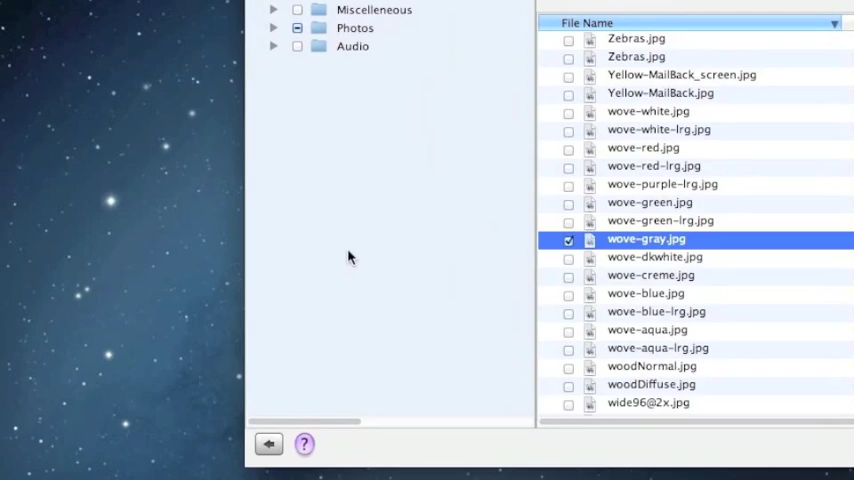 Miscellaneous
Photos
Audio
File Name
Zebras.jpg
Zebras.jpg
Yellow-MailBack_screen.jpg
Yellow-MailBack.jpg
wove-white.jpg
wove-white-lrg.jpg
wove-red.jpg
wove-red-lrg.jpg
wove-purple-lrg.jpg
wove-green.jpg
wove-green-lrg.jpg
wove-gray.jpg
wove-dkwhite.jpg
wove-creme.jpg
wove-blue.jpg
wove-blue-lrg.jpg
wove-aqua.jpg
wove-aqua-lrg.jpg
woodNormal.jpg
woodDiffuse.jpg
wide96@2x.jpg
?